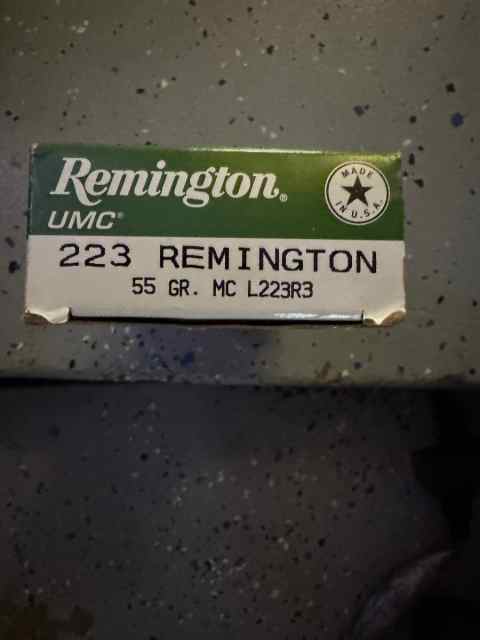 Remington®
UMC®
MADE IN U.S.A.
223 REMINGTON
55 GR. MC L223R3